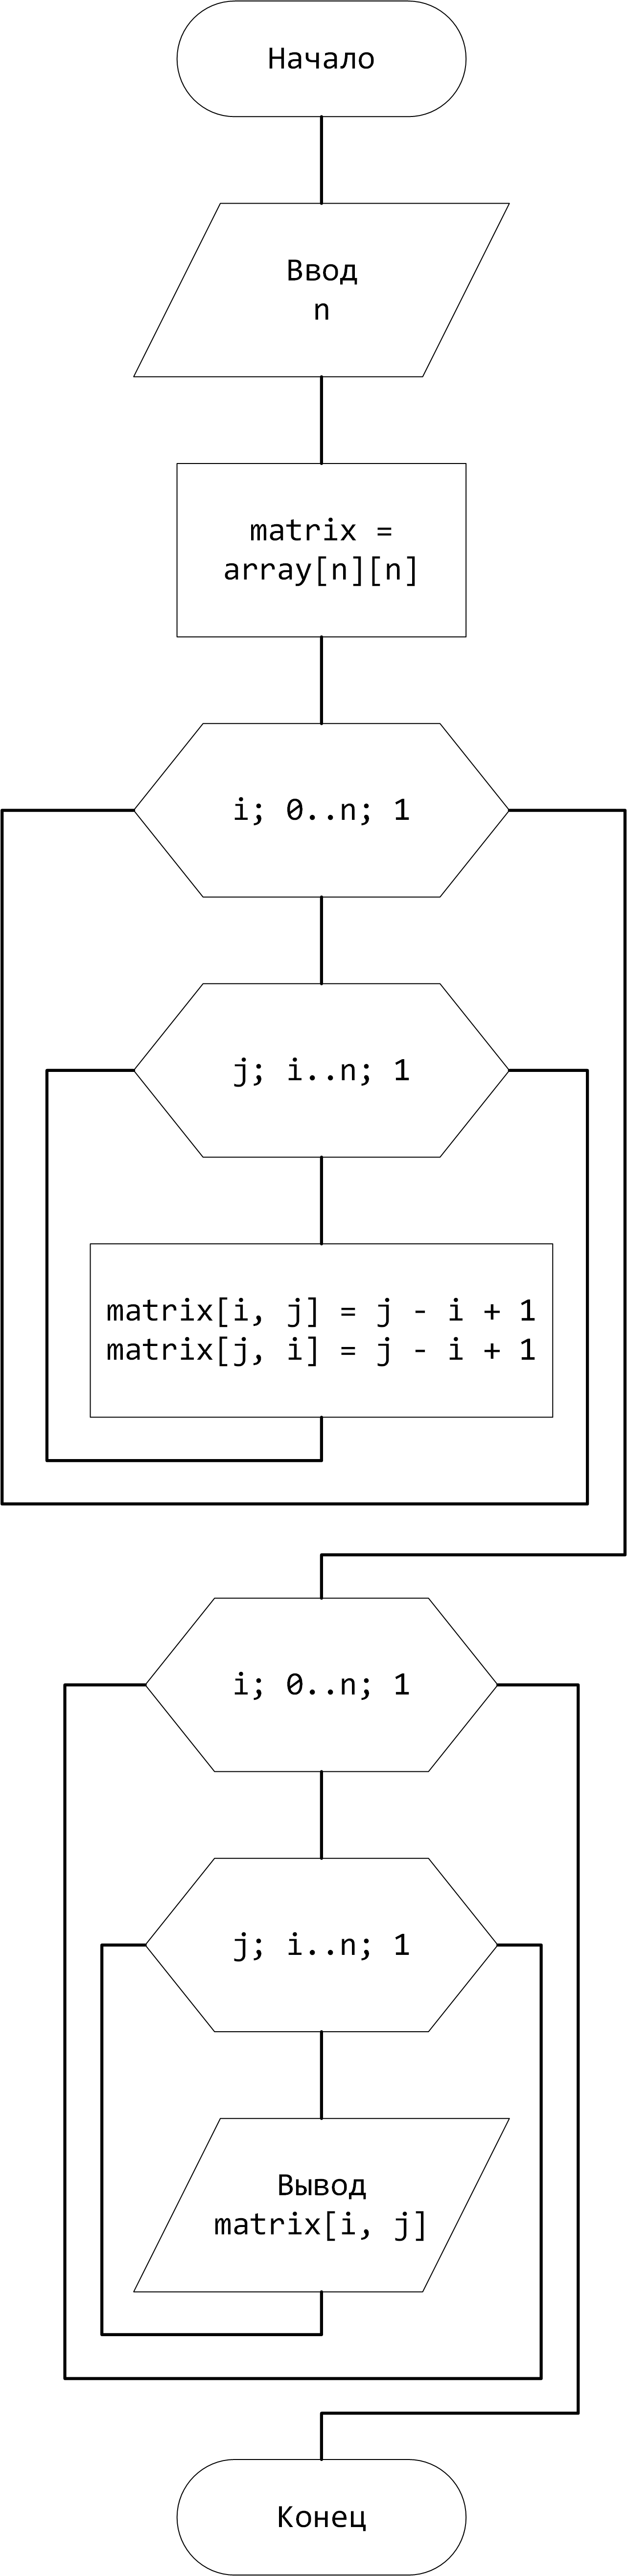 Начало
Ввод
n
matrix =
array[n][n]
i; 0..n; 1
j; i..n; 1
matrix[i, j] = j - i + 1
matrix[j, i] = j - i + 1
i; 0..n; 1
j; i..n; 1
Вывод
matrix[i, j]
Конец